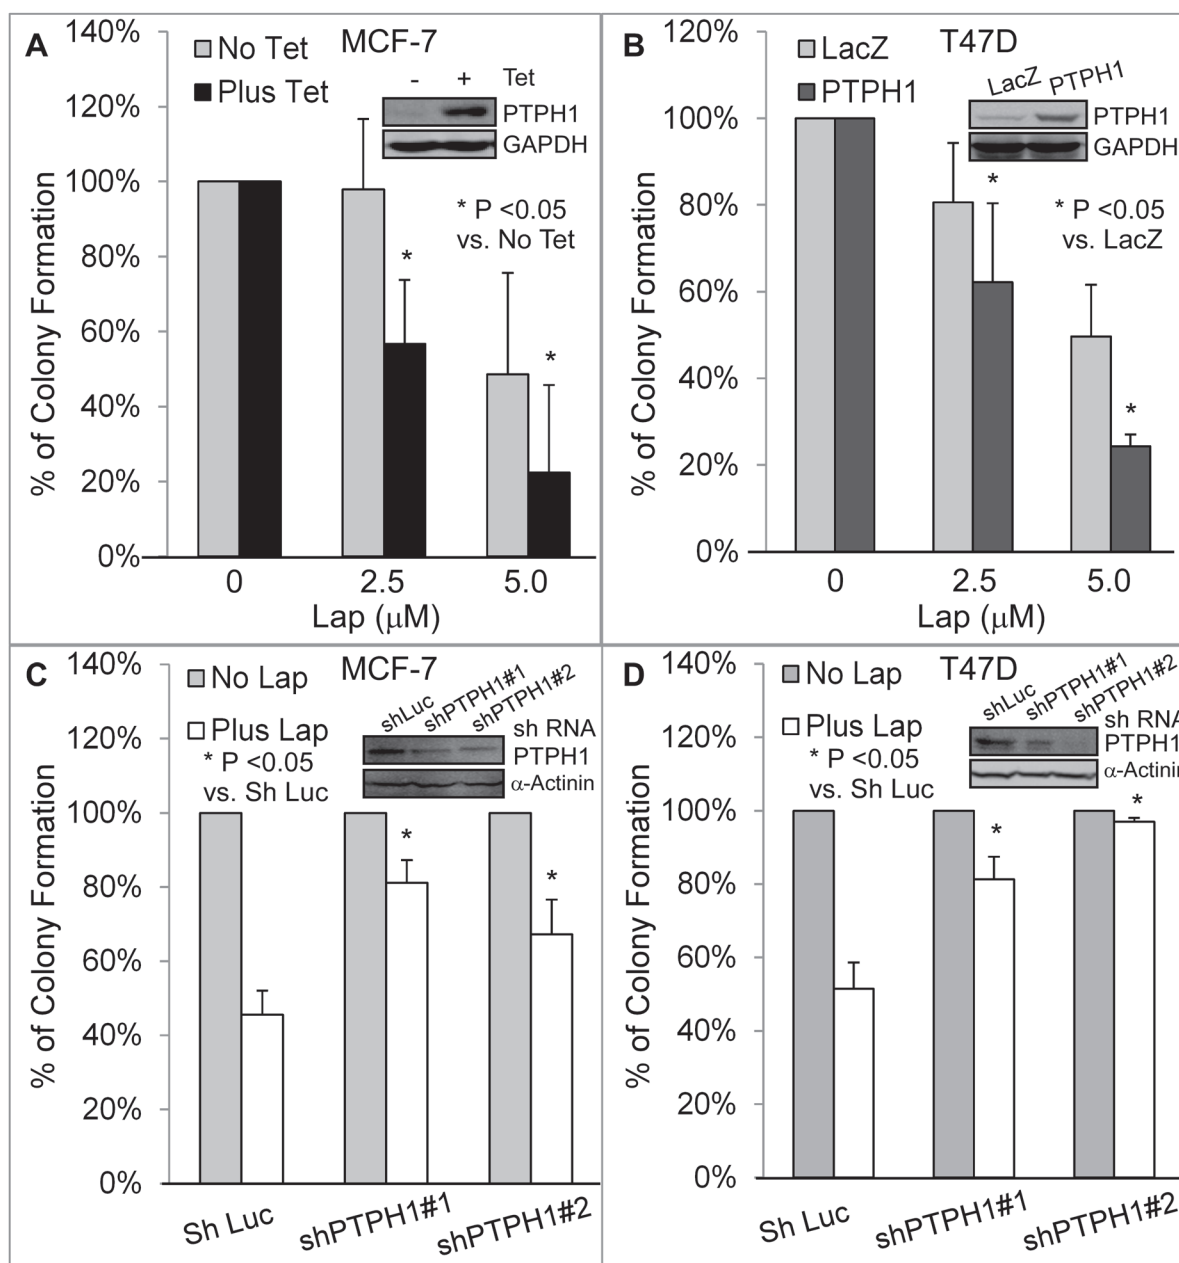 A
MCF-7
No Tet
Plus Tet
- + Tet
PTPH1
GAPDH
* P <0.05
vs. No Tet
*
*
% of Colony Formation
140%
120%
100%
80%
60%
40%
20%
0%
0 2.5 5.0
Lap (μM)
B
T47D
LacZ
PTPH1
LacZ PTPH1
PTPH1
GAPDH
* P <0.05
vs. LacZ
*
*
% of Colony Formation
120%
100%
80%
60%
40%
20%
0%
0 2.5 5.0
Lap (μM)
C
MCF-7
No Lap
Plus Lap
* P <0.05
vs. Sh Luc
shLuc shPTPH1#1 shPTPH1#2
sh RNA
PTPH1
α-Actinin
*
*
% of Colony Formation
140%
120%
100%
80%
60%
40%
20%
0%
Sh Luc shPTPH1#1 shPTPH1#2
D
T47D
No Lap
Plus Lap
* P <0.05
vs. Sh Luc
shLuc shPTPH1#1 shPTPH1#2
sh RNA
PTPH1
α-Actinin
*
*
% of Colony Formation
140%
120%
100%
80%
60%
40%
20%
0%
Sh Luc shPTPH1#1 shPTPH1#2